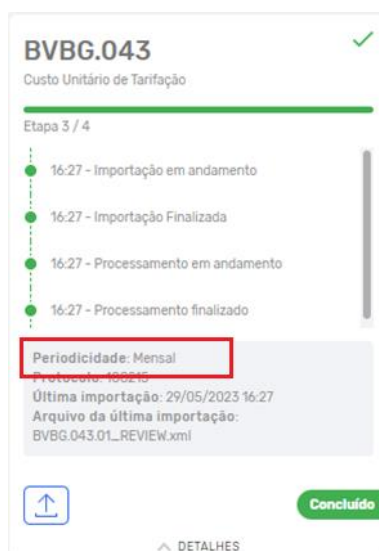 BVBG.043
Custo Unitário de Tarifação
Etapa 3 / 4
16:27 - Importação em andamento
16:27 - Importação Finalizada
16:27 - Processamento em andamento
16:27 - Processamento finalizado
Periodicidade: Mensal
Protocolo:
Última importação: 29/05/2023 16:27
Arquivo da última importação:
BVBG.043.01_REVIEW.xml
Concluído
DETALHES